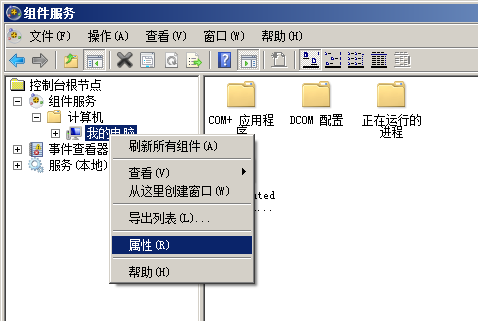 组件服务
文件(F) 操作(A) 查看(V) 窗口(W) 帮助(H)
控制台根节点
组件服务
计算机
我的电脑
事件查看器
服务(本地)
COM+ 应用程
序
DCOM 配置
正在运行的
进程
刷新所有组件(A)
查看(V)
从这里创建窗口(W)
导出列表(L)...
属性(R)
帮助(H)
uted
...